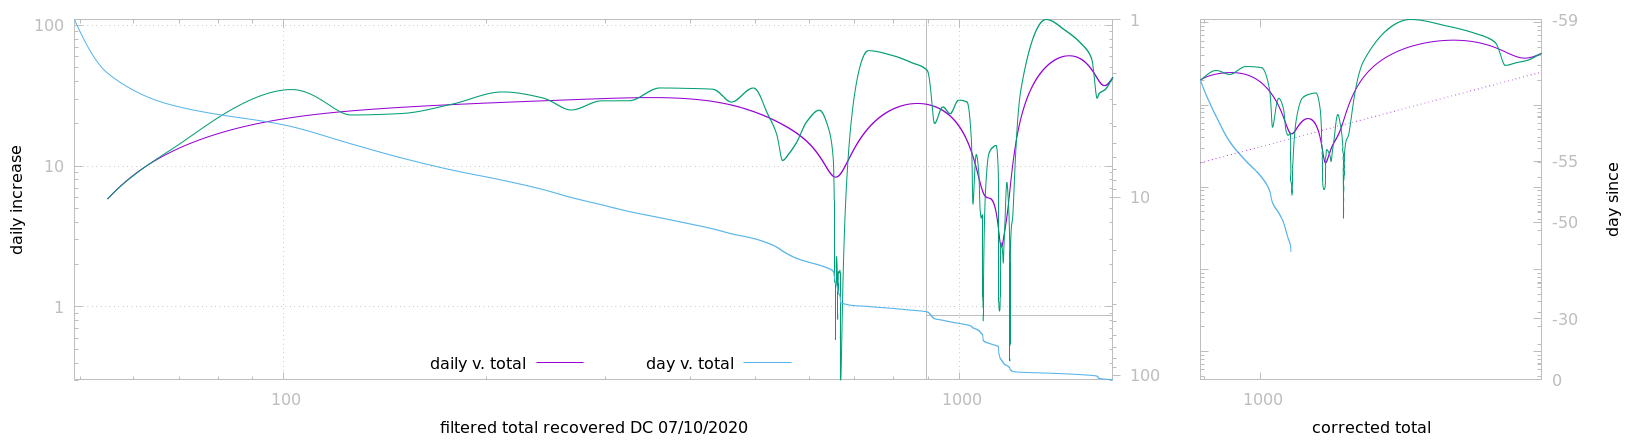 100
10
1
daily increase
daily v. total
day v. total
100
1000
filtered total recovered DC 07/10/2020
1
10
100
1000
corrected total
-59
-55
-50
-30
0
day since